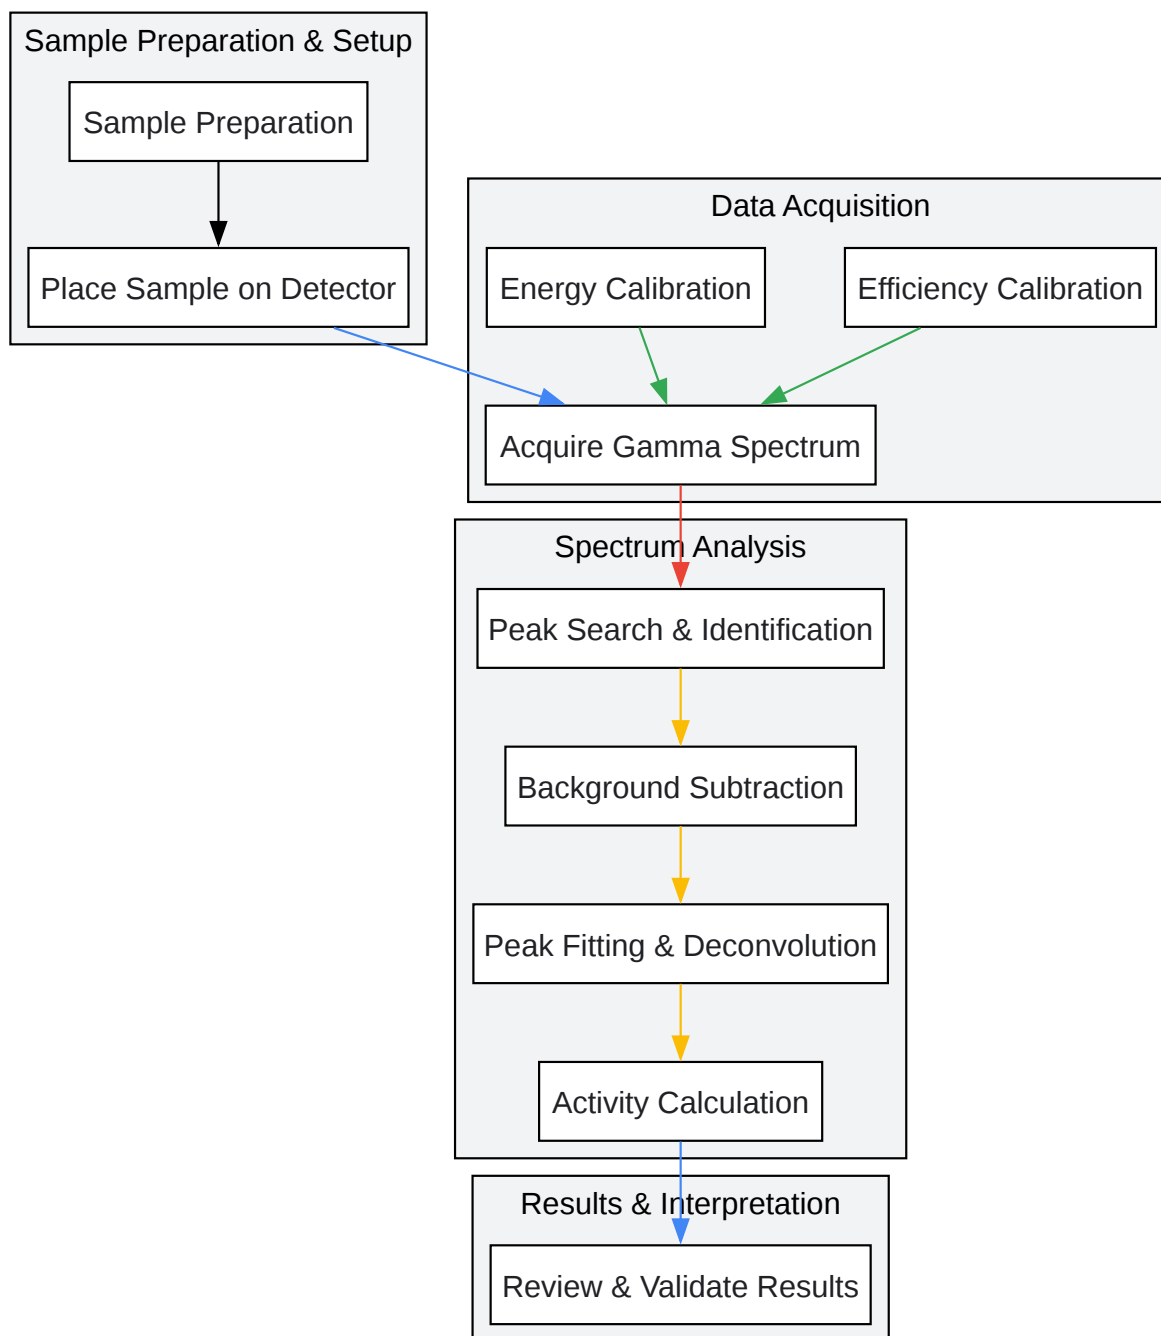 Sample Preparation & Setup
Sample Preparation
Place Sample on Detector
Data Acquisition
Energy Calibration
Efficiency Calibration
Acquire Gamma Spectrum
Spectrum Analysis
Peak Search & Identification
Background Subtraction
Peak Fitting & Deconvolution
Activity Calculation
Results & Interpretation
Review & Validate Results